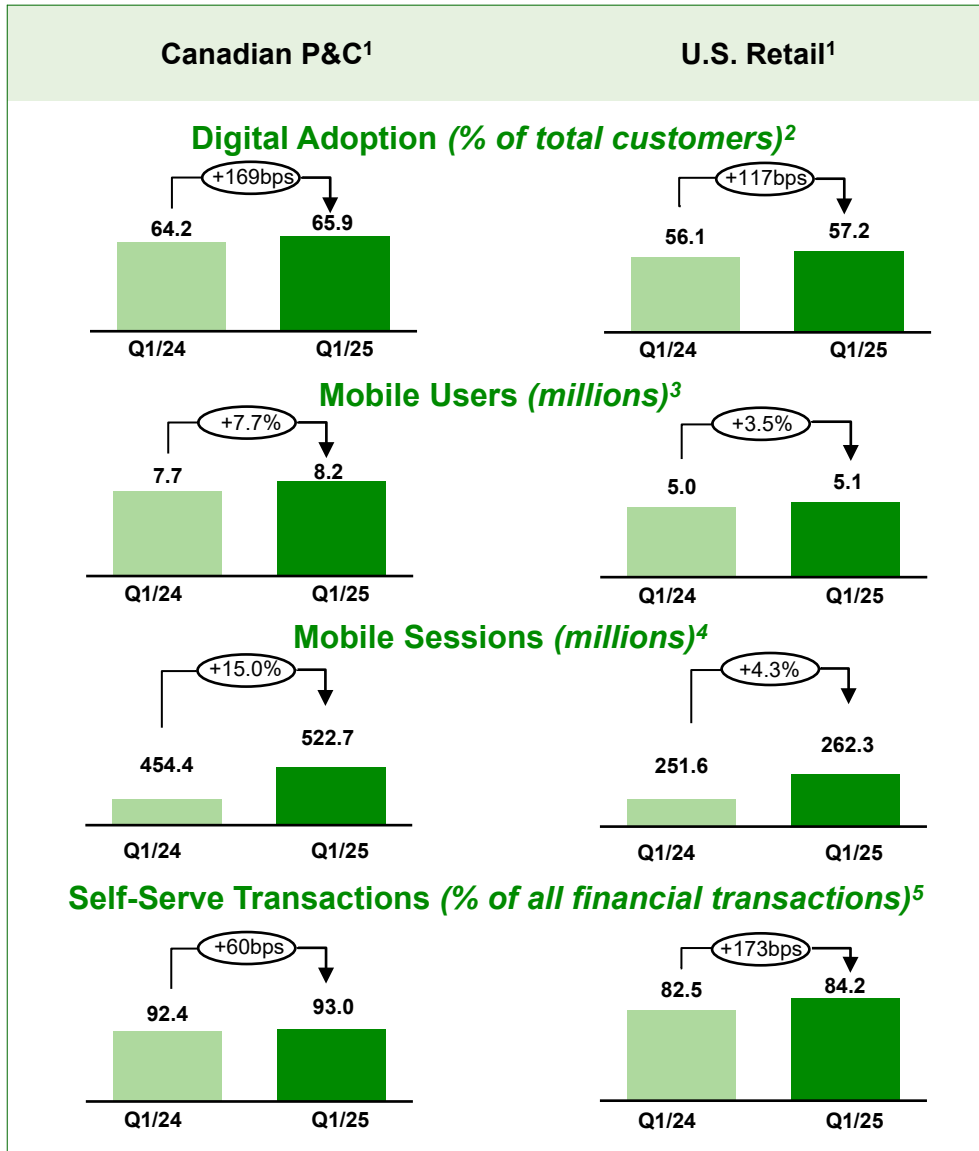 Canadian P&C¹ U.S. Retail¹
Digital Adoption (% of total customers)²
+169bps +117bps
64.2 65.9 56.1 57.2
Q1/24 Q1/25 Q1/24 Q1/25
Mobile Users (millions)³
+7.7% +3.5%
7.7 8.2 5.0 5.1
Q1/24 Q1/25 Q1/24 Q1/25
Mobile Sessions (millions)⁴
+15.0% +4.3%
454.4 522.7 251.6 262.3
Q1/24 Q1/25 Q1/24 Q1/25
Self-Serve Transactions (% of all financial transactions)⁵
+60bps +173bps
92.4 93.0 82.5 84.2
Q1/24 Q1/25 Q1/24 Q1/25